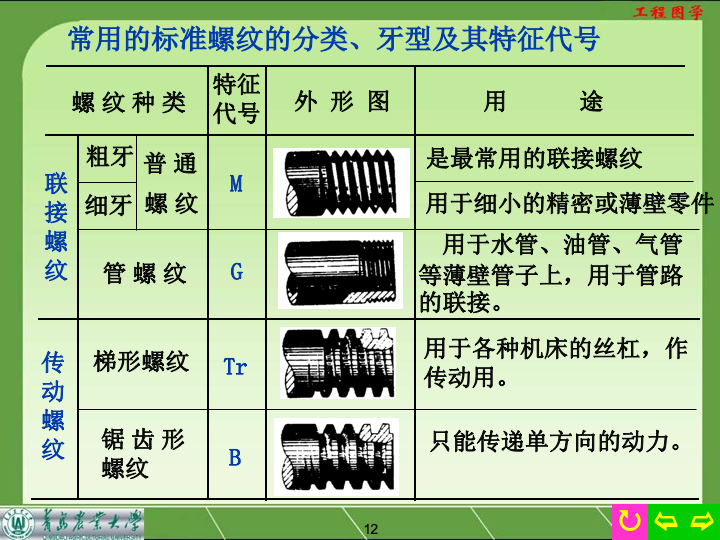 工程图学
常用的标准螺纹的分类、牙型及其特征代号
螺纹种类
特征
代号
外形图
用途
联接螺纹
粗牙
细牙
普通
螺纹
M
是最常用的联接螺纹
用于细小的精密或薄壁零件
管螺纹
G
用于水管、油管、气管
等薄壁管子上，用于管路
的联接。
传动螺纹
梯形螺纹
Tr
用于各种机床的丝杠，作
传动用。
锯齿形
螺纹
B
只能传递单方向的动力。
青岛农业大学
12